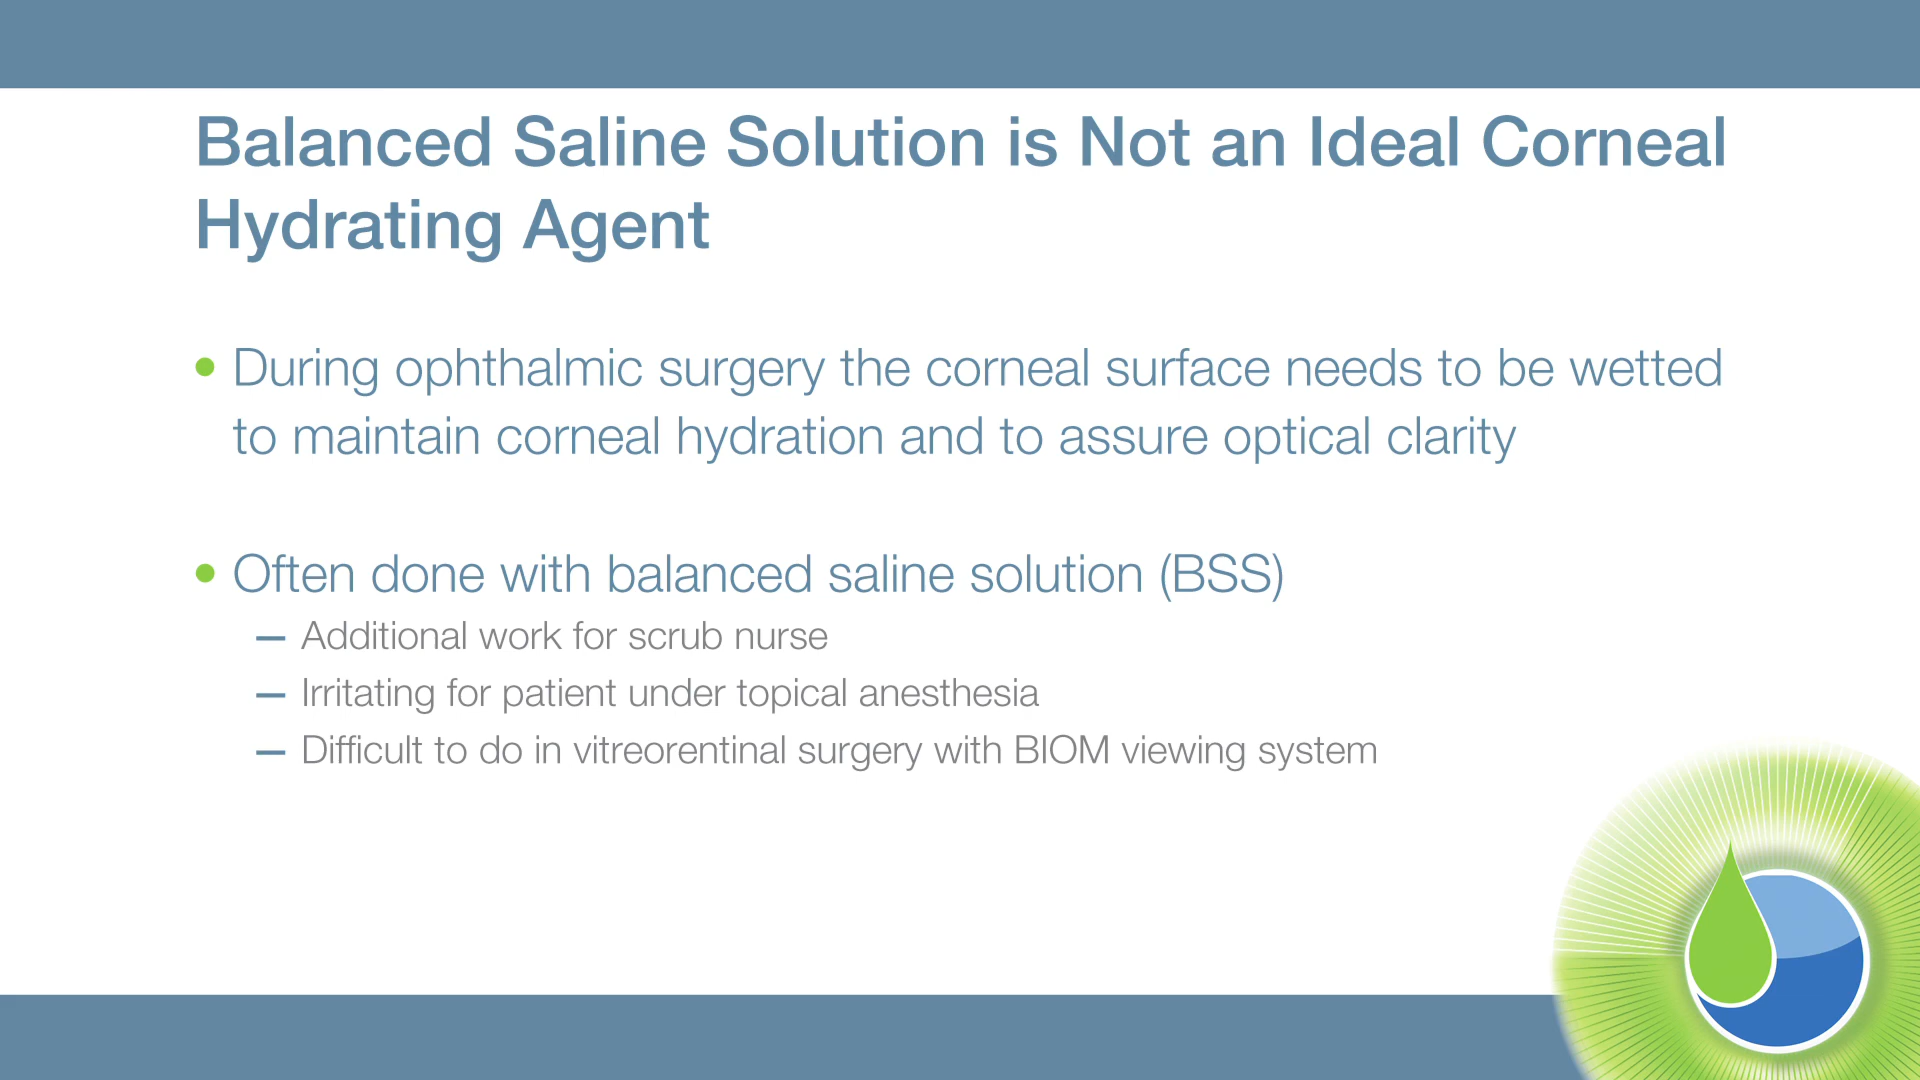 Balanced Saline Solution is Not an Ideal Corneal
Hydrating Agent
• During ophthalmic surgery the corneal surface needs to be wetted
to maintain corneal hydration and to assure optical clarity
• Often done with balanced saline solution (BSS)
— Additional work for scrub nurse
— Irritating for patient under topical anesthesia
— Difficult to do in vitreorentinal surgery with BIOM viewing system